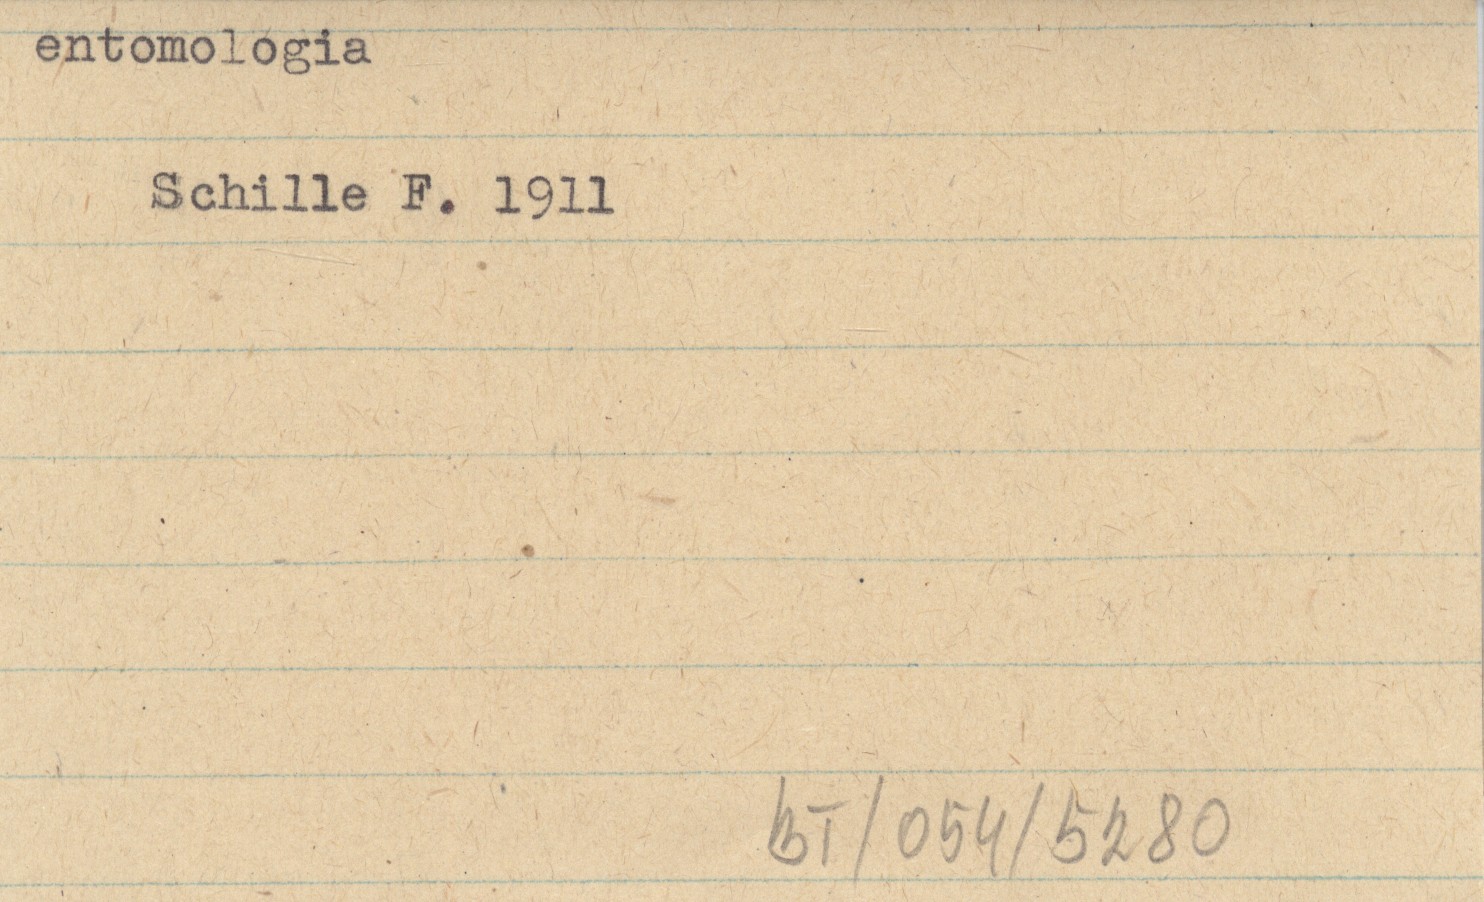 entomologia
Schille F. 1911
BT/054/5280